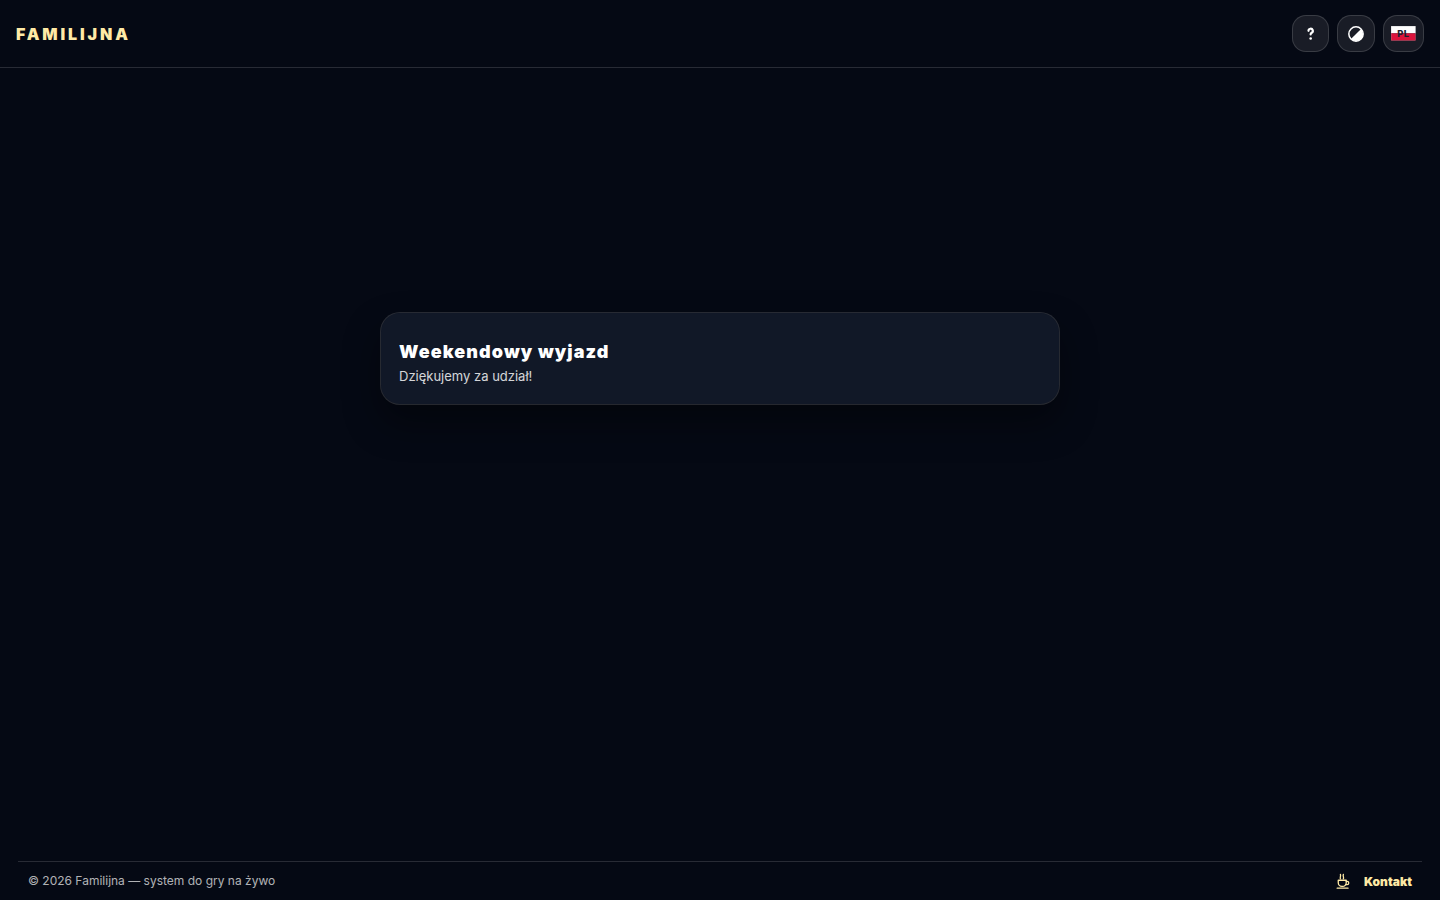 FAMILIJNA
?
PL
Weekendowy wyjazd
Dziękujemy za udział!
© 2026 Familijna — system do gry na żywo
Kontakt